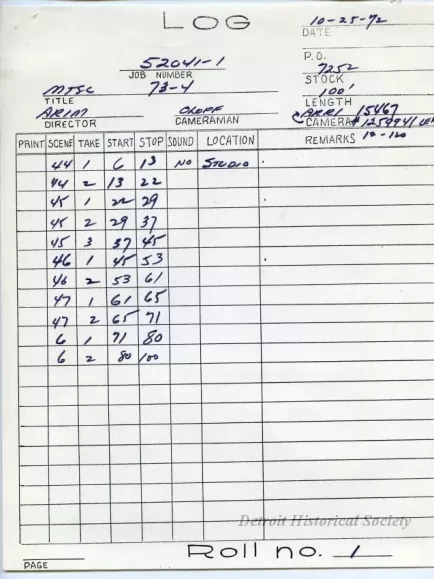 LOG
10-25-72
DATE
P.O.
52041-1
JOB NUMBER
7252
STOCK
MTSC 73-4
100'
TITLE
LENGTH
ARRI 15467
DIRECTOR CAMERAMAN CAMERA
PRINT SCENE TAKE START STOP SOUND LOCATION REMARKS 10-120
44 1 6 13 NO STUDIO
44 2 13 22
45 1 22 29
45 2 29 37
45 3 37 45
46 1 45 53
46 2 53 61
47 1 61 65
47 2 65 71
6 1 71 80
6 2 80 100
Detroit Historical Society
PAGE
Roll no. 1